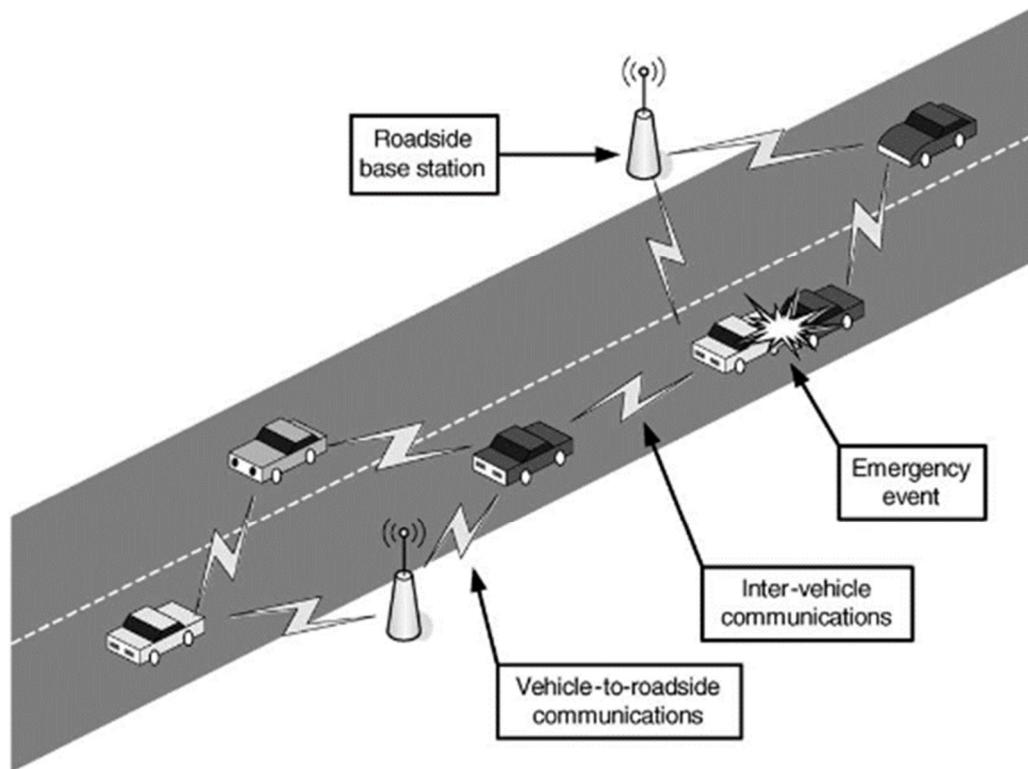 Roadside
base station
Emergency
event
Inter-vehicle
communications
Vehicle-to-roadside
communications